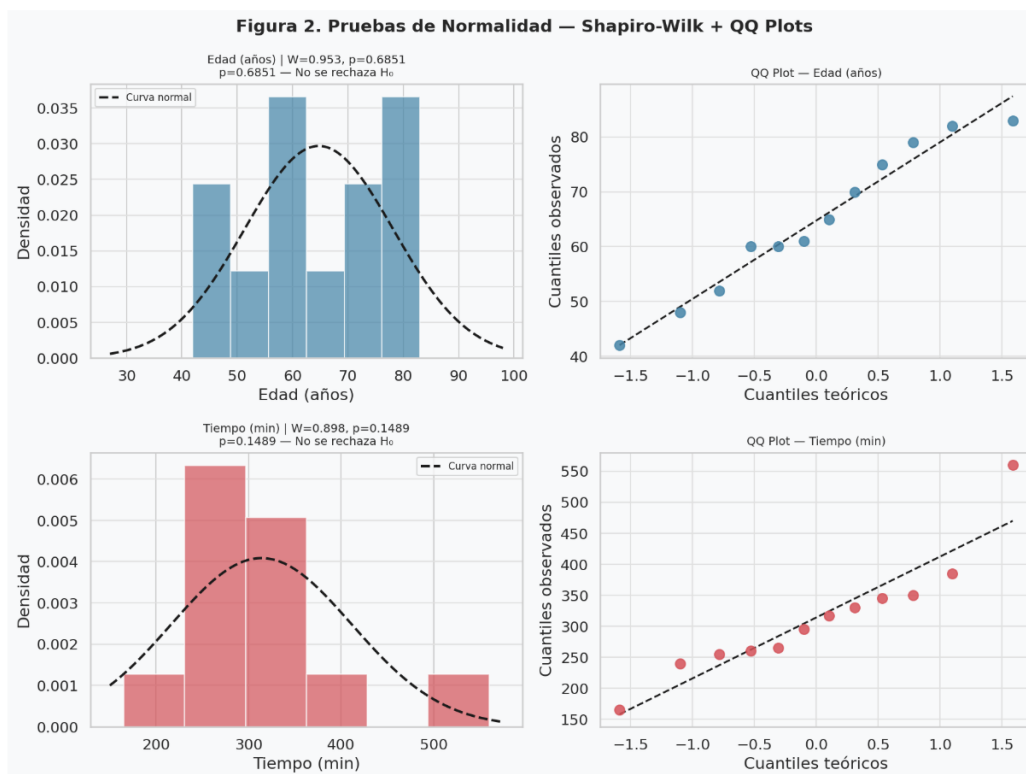 Figura 2. Pruebas de Normalidad — Shapiro-Wilk + QQ Plots
Edad (años) | W=0.953, p=0.6851
p=0.6851 — No se rechaza H₀
Curva normal
Densidad
0.035
0.030
0.025
0.020
0.015
0.010
0.005
0.000
30 40 50 60 70 80 90 100
Edad (años)
QQ Plot — Edad (años)
Cuantiles observados
80
70
60
50
40
−1.5 −1.0 −0.5 0.0 0.5 1.0 1.5
Cuantiles teóricos
Tiempo (min) | W=0.898, p=0.1489
p=0.1489 — No se rechaza H₀
Curva normal
Densidad
0.006
0.005
0.004
0.003
0.002
0.001
0.000
200 300 400 500
Tiempo (min)
QQ Plot — Tiempo (min)
Cuantiles observados
550
500
450
400
350
300
250
200
150
−1.5 −1.0 −0.5 0.0 0.5 1.0 1.5
Cuantiles teóricos